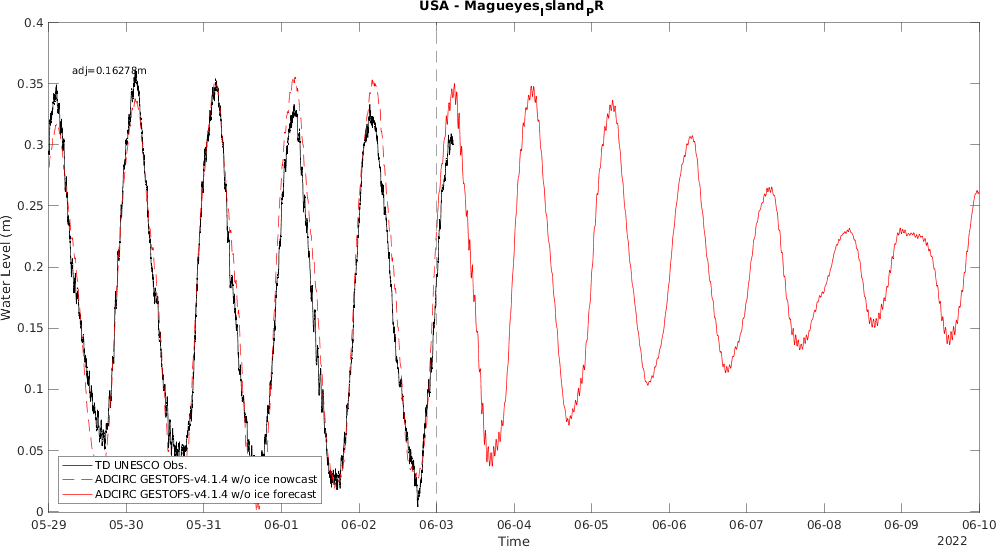 USA - Magueyes_Island_PR
0.4
adj=0.16278m
0.35
0.3
0.25
0.2
0.15
0.1
0.05
0
Water Level (m)
TD UNESCO Obs.
ADCIRC GESTOFS-v4.1.4 w/o ice nowcast
ADCIRC GESTOFS-v4.1.4 w/o ice forecast
05-29 05-30 05-31 06-01 06-02 06-03 06-04 06-05 06-06 06-07 06-08 06-09 06-10
Time
2022